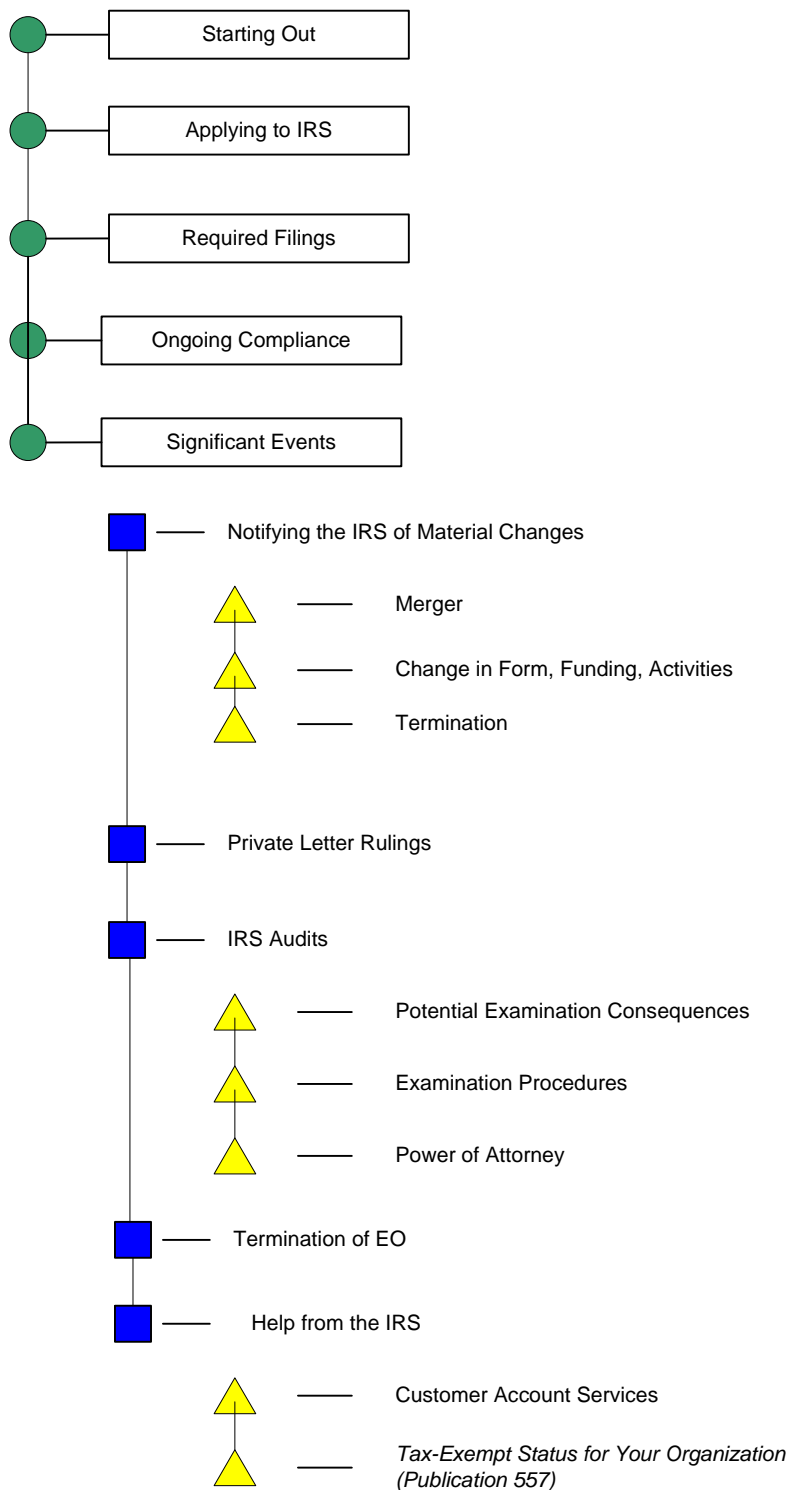 Starting Out
Applying to IRS
Required Filings
Ongoing Compliance
Significant Events
Notifying the IRS of Material Changes
Merger
Change in Form, Funding, Activities
Termination
Private Letter Rulings
IRS Audits
Potential Examination Consequences
Examination Procedures
Power of Attorney
Termination of EO
Help from the IRS
Customer Account Services
Tax-Exempt Status for Your Organization
(Publication 557)